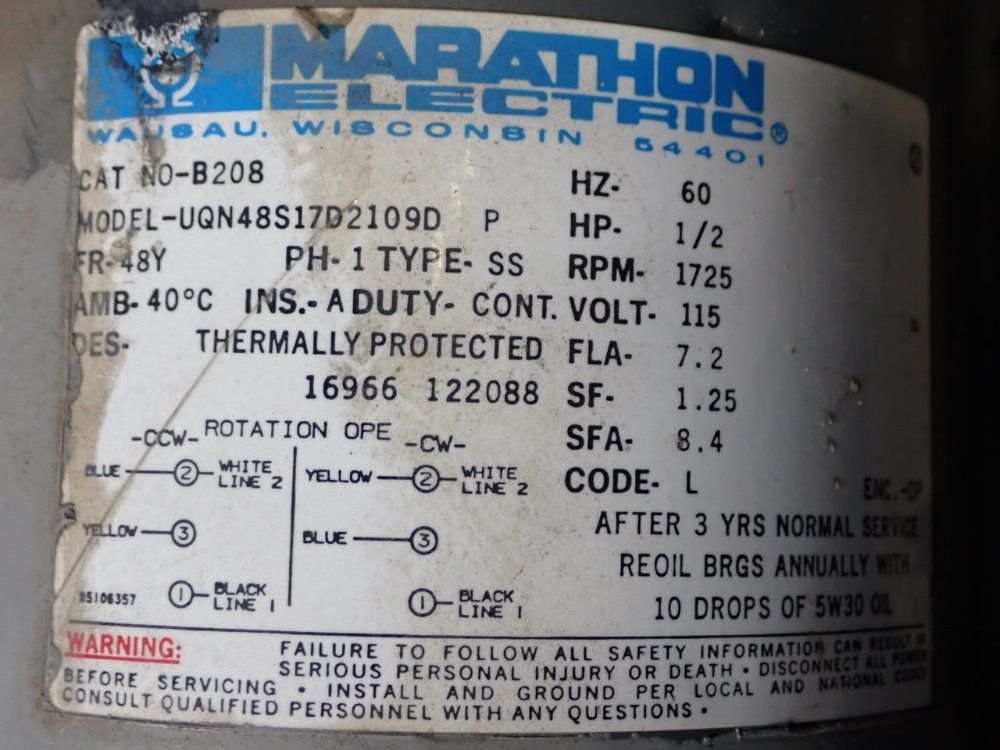 MARATHON
ELECTRIC®
WAUSAU, WISCONSIN 54401
CAT NO-B208
MODEL-UQN48S17D2109D P
FR-48Y PH-1 TYPE-SS
AMB-40°C INS.-A DUTY-CONT.
DES- THERMALLY PROTECTED
16966 122088
HZ- 60
HP- 1/2
RPM- 1725
VOLT- 115
FLA- 7.2
SF- 1.25
SFA- 8.4
CODE- L ENC.-DP
-CCW- ROTATION OPE -CW-
BLUE 2 WHITE LINE 2
YELLOW 3
85106357 1 BLACK LINE 1
YELLOW 2 WHITE LINE 2
BLUE 3
1 BLACK LINE 1
AFTER 3 YRS NORMAL SERVICE
REOIL BRGS ANNUALLY WITH
10 DROPS OF 5W30 OIL
WARNING: FAILURE TO FOLLOW ALL SAFETY INFORMATION CAN RESULT IN
SERIOUS PERSONAL INJURY OR DEATH • DISCONNECT ALL POWER
BEFORE SERVICING • INSTALL AND GROUND PER LOCAL AND NATIONAL CODES
CONSULT QUALIFIED PERSONNEL WITH ANY QUESTIONS •